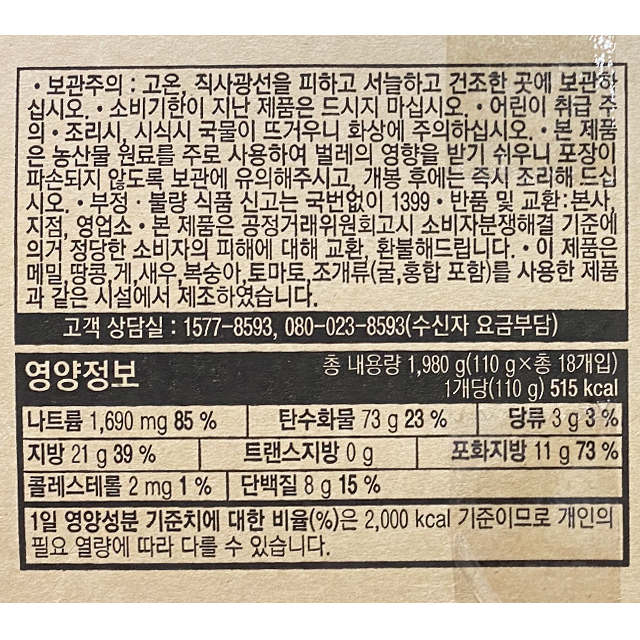 • 보관주의 : 고온, 직사광선을 피하고 서늘하고 건조한 곳에 보관하
십시오. • 소비기한이 지난 제품은 드시지 마십시오. • 어린이 취급 주
의 • 조리시, 시식시 국물이 뜨거우니 화상에 주의하십시오. • 본 제품
은 농산물 원료를 주로 사용하여 벌레의 영향을 받기 쉬우니 포장이
파손되지 않도록 보관에 유의해주시고, 개봉 후에는 즉시 조리해 드십
시오. • 부정 · 불량 식품 신고는 국번없이 1399 • 반품 및 교환:본사,
지점, 영업소 • 본 제품은 공정거래위원회고시 소비자분쟁해결 기준에
의거 정당한 소비자의 피해에 대해 교환, 환불해드립니다. • 이 제품은
메밀,땅콩,게,새우,복숭아,토마토,조개류(굴,홍합 포함)를 사용한 제품
과 같은 시설에서 제조하였습니다.
고객 상담실 : 1577-8593, 080-023-8593(수신자 요금부담)
영양정보
총 내용량 1,980 g(110 g×총 18개입)
1개당(110 g) 515 kcal
나트륨 1,690 mg 85 % 탄수화물 73 g 23 % 당류 3 g 3 %
지방 21 g 39 % 트랜스지방 0 g 포화지방 11 g 73 %
콜레스테롤 2 mg 1 % 단백질 8 g 15 %
1일 영양성분 기준치에 대한 비율(%)은 2,000 kcal 기준이므로 개인의
필요 열량에 따라 다를 수 있습니다.